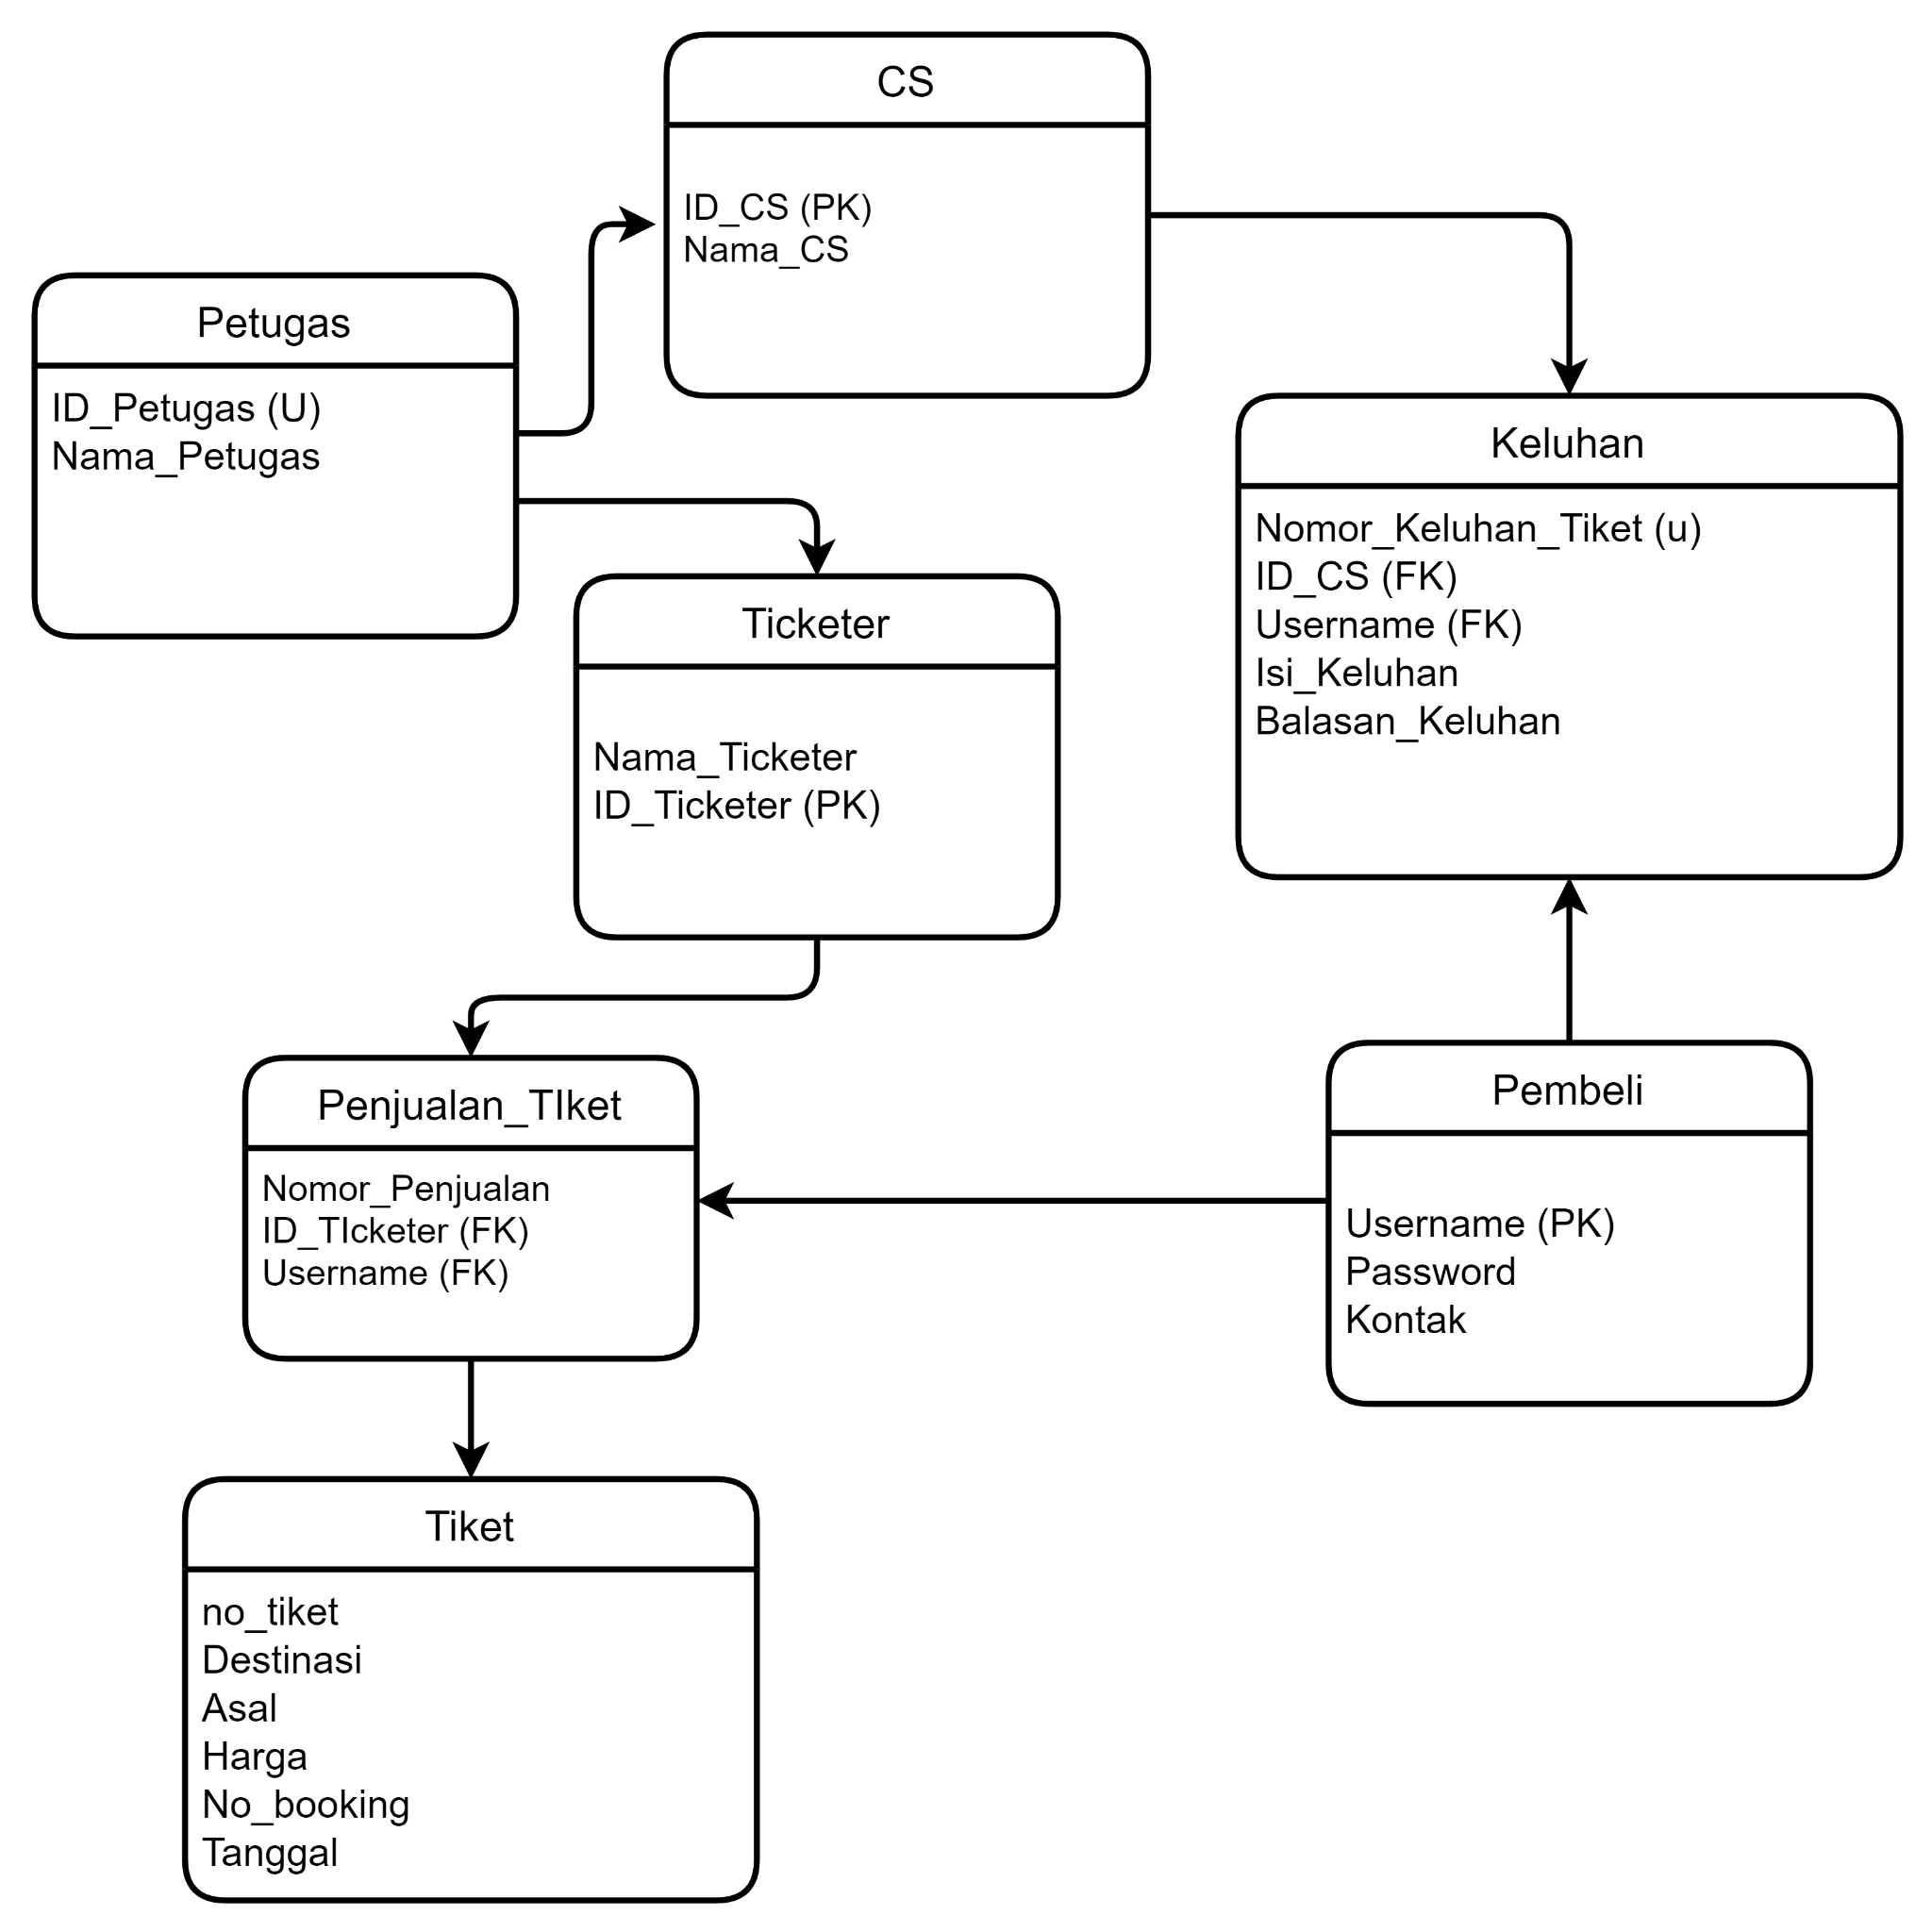 CS
ID_CS (PK)
Nama_CS
Petugas
ID_Petugas (U)
Nama_Petugas
Keluhan
Nomor_Keluhan_Tiket (u)
ID_CS (FK)
Username (FK)
Isi_Keluhan
Balasan_Keluhan
Ticketer
Nama_Ticketer
ID_Ticketer (PK)
Penjualan_TIket
Nomor_Penjualan
ID_TIcketer (FK)
Username (FK)
Pembeli
Username (PK)
Password
Kontak
Tiket
no_tiket
Destinasi
Asal
Harga
No_booking
Tanggal